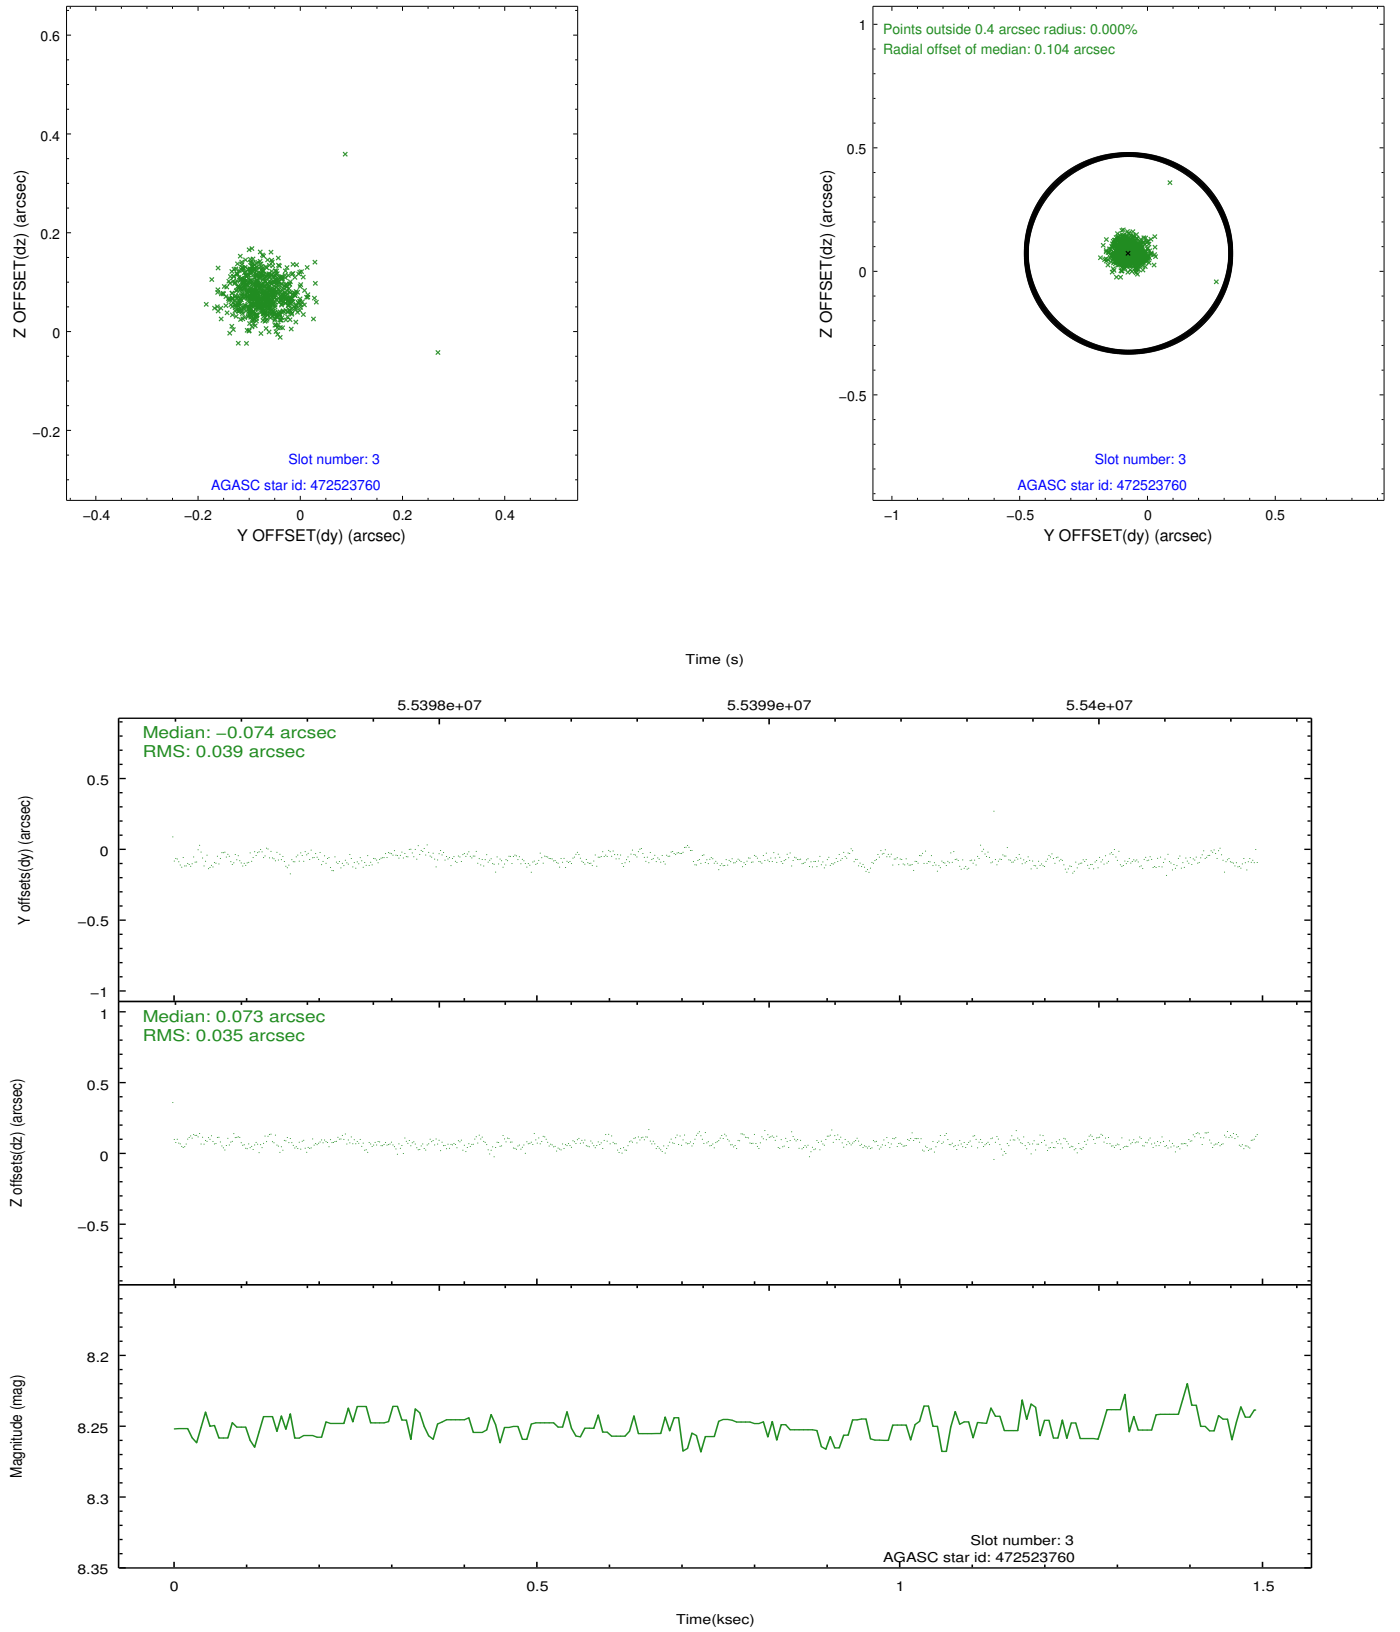 0.6
0.4
0.2
0
−0.2
Z OFFSET(dz) (arcsec)
Slot number: 3
AGASC star id: 472523760
−0.4 −0.2 0 0.2 0.4
Y OFFSET(dy) (arcsec)
Points outside 0.4 arcsec radius: 0.000%
Radial offset of median: 0.104 arcsec
1
0.5
0
−0.5
Z OFFSET(dz) (arcsec)
Slot number: 3
AGASC star id: 472523760
−1 −0.5 0 0.5
Y OFFSET(dy) (arcsec)
Time (s)
5.5398e+07 5.5399e+07 5.54e+07
Median: −0.074 arcsec
RMS: 0.039 arcsec
0.5
0
−0.5
−1
Y offsets(dy) (arcsec)
Median: 0.073 arcsec
RMS: 0.035 arcsec
1
0.5
0
−0.5
Z offsets(dz) (arcsec)
8.2
8.25
8.3
8.35
Magnitude (mag)
Slot number: 3
AGASC star id: 472523760
0 0.5 1 1.5
Time(ksec)